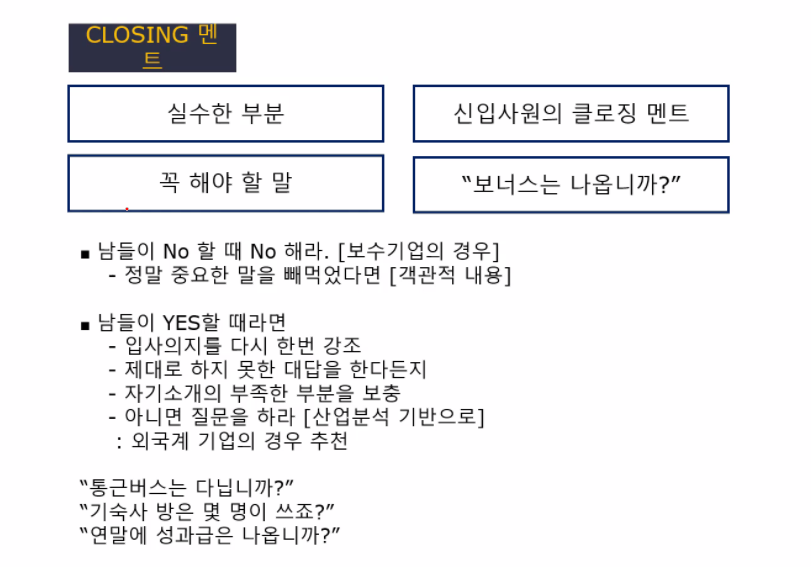 CLOSING 멘
트
실수한 부분
신입사원의 클로징 멘트
꼭 해야 할 말
“보너스는 나옵니까?”
▪ 남들이 No 할 때 No 해라. [보수기업의 경우]
- 정말 중요한 말을 빼먹었다면 [객관적 내용]
▪ 남들이 YES할 때라면
- 입사의지를 다시 한번 강조
- 제대로 하지 못한 대답을 한다든지
- 자기소개의 부족한 부분을 보충
- 아니면 질문을 하라 [산업분석 기반으로]
: 외국계 기업의 경우 추천
“통근버스는 다닙니까?”
“기숙사 방은 몇 명이 쓰죠?”
“연말에 성과급은 나옵니까?”